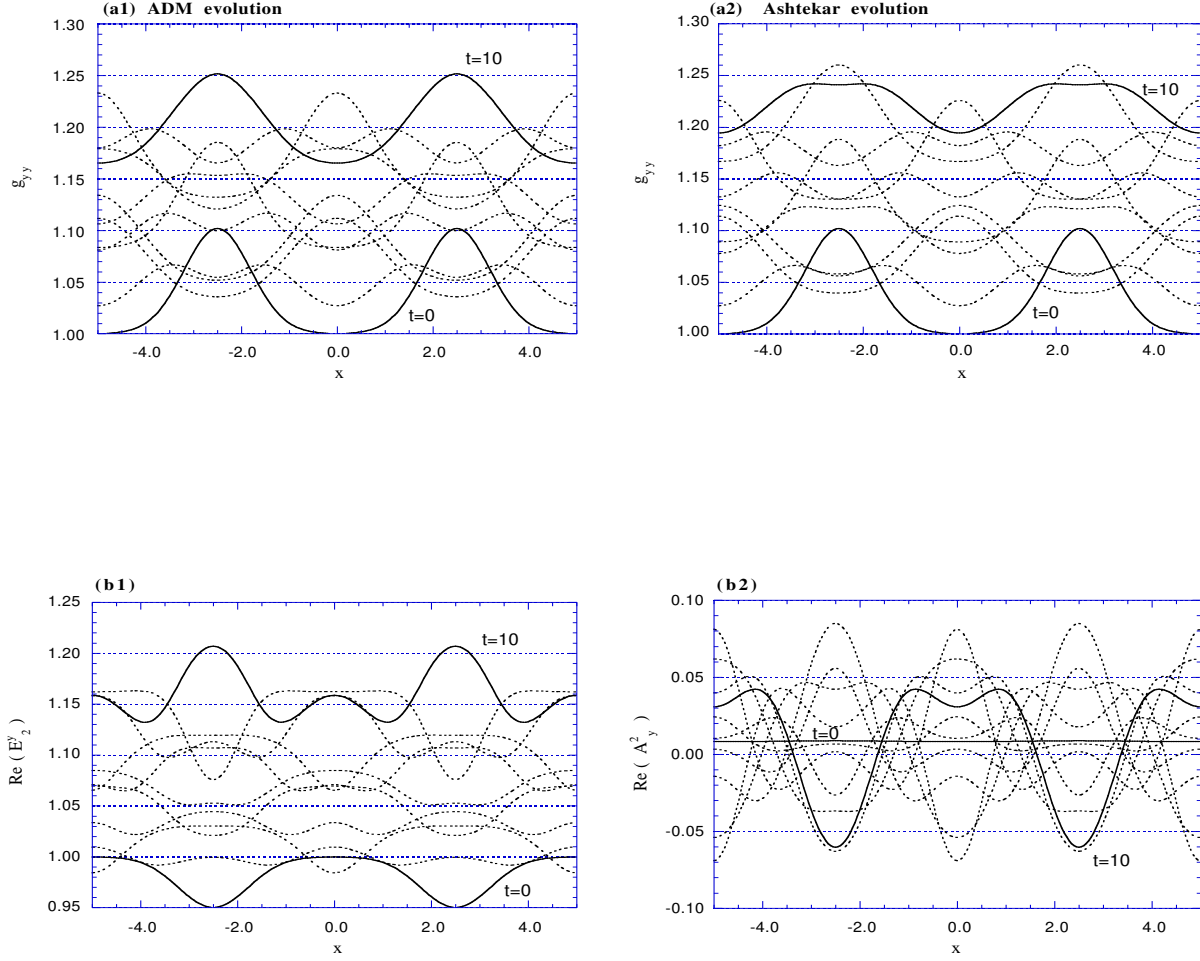 (a1) ADM evolution
1.30
1.25
1.20
1.15
1.10
1.05
1.00
g yy
t=10
t=0
-4.0 -2.0 0.0 2.0 4.0
x
(a2) Ashtekar evolution
1.30
1.25
1.20
1.15
1.10
1.05
1.00
g yy
t=10
t=0
-4.0 -2.0 0.0 2.0 4.0
x
(b1)
1.25
1.20
1.15
1.10
1.05
1.00
0.95
Re ( E y 2 )
t=10
t=0
-4.0 -2.0 0.0 2.0 4.0
x
(b2)
0.10
0.05
0.00
-0.05
-0.10
Re ( A 2 y )
t=0
t=10
-4.0 -2.0 0.0 2.0 4.0
x